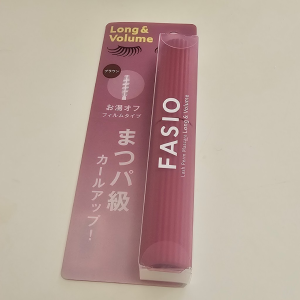 Long &
Volume
ブラウン
お湯オフ
フィルムタイプ
まつパ級
カールアップ!
FASIO
Long & Volume